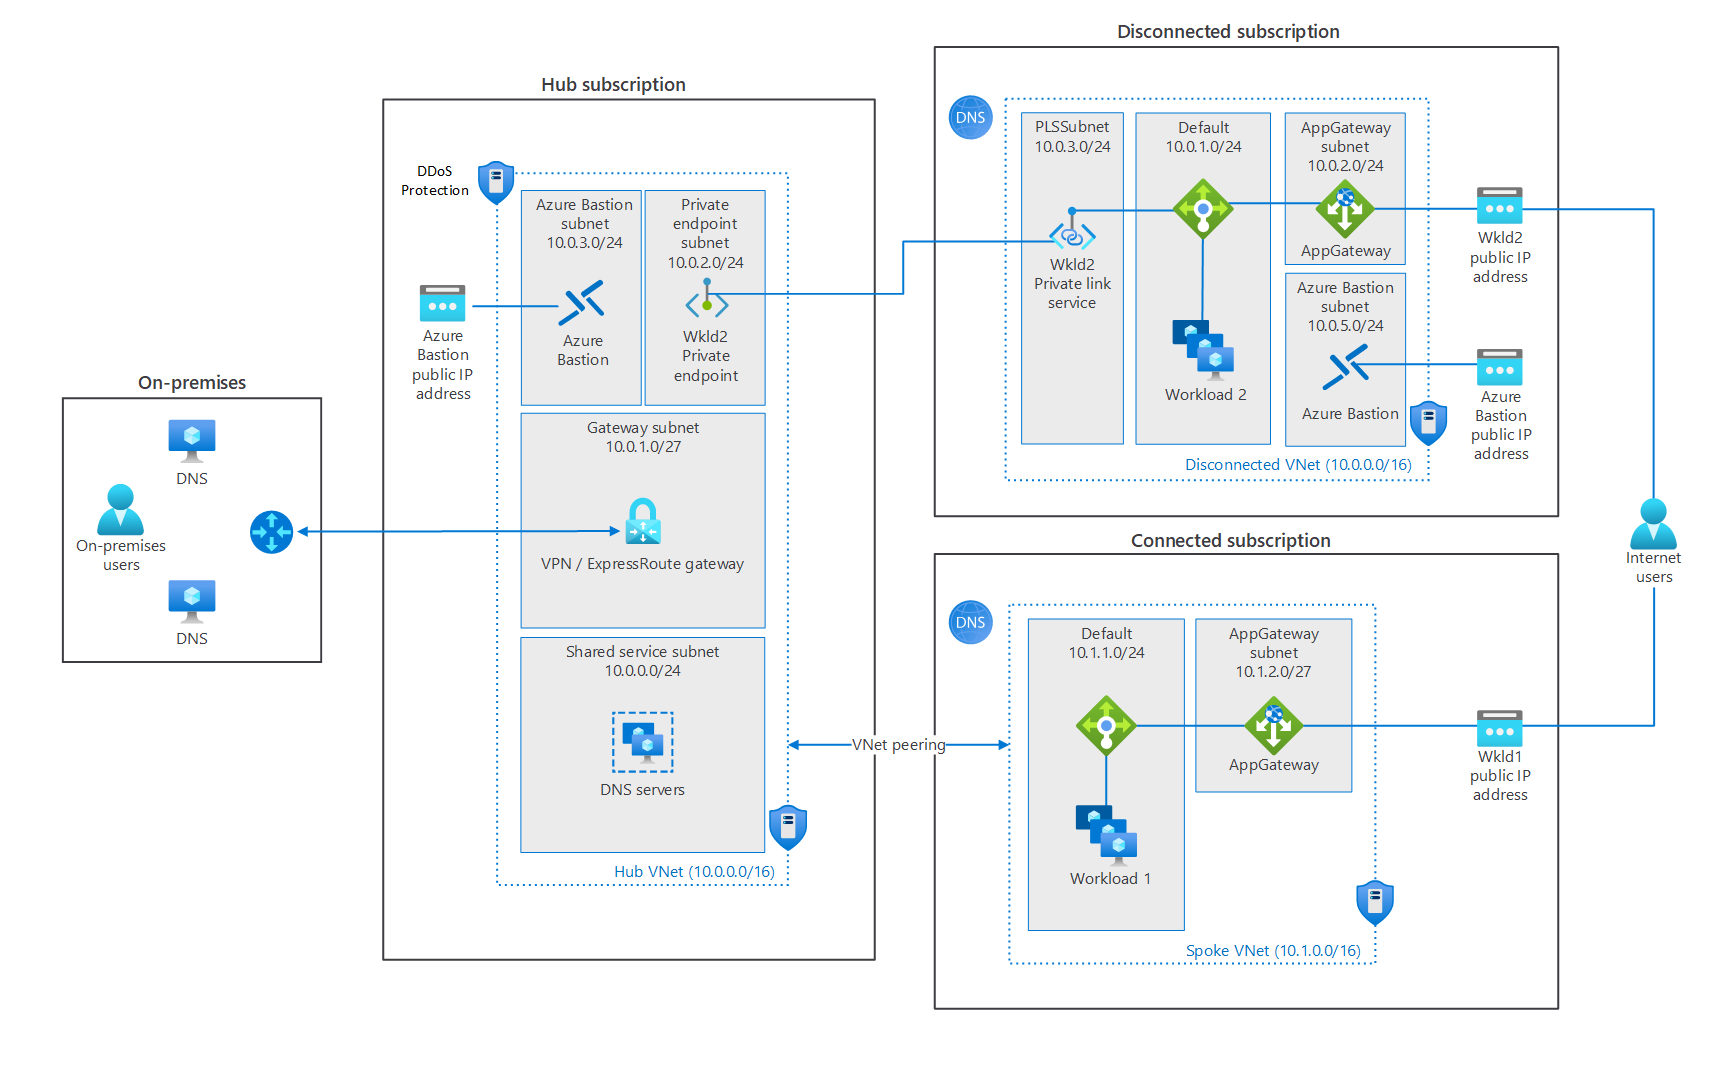 Disconnected subscription
Hub subscription
DNS
PLSSubnet
10.0.3.0/24
Default
10.0.1.0/24
AppGateway
subnet
10.0.2.0/24
AppGateway
Wkld2
Private link
service
Workload 2
Azure Bastion
subnet
10.0.5.0/24
Azure Bastion
Disconnected VNet (10.0.0.0/16)
Wkld2
public IP
address
Azure
Bastion
public IP
address
DDoS
Protection
Azure Bastion
subnet
10.0.3.0/24
Azure
Bastion
Private
endpoint
subnet
10.0.2.0/24
Wkld2
Private
endpoint
Azure
Bastion
public IP
address
Gateway subnet
10.0.1.0/27
VPN / ExpressRoute gateway
Shared service subnet
10.0.0.0/24
DNS servers
Hub VNet (10.0.0.0/16)
On-premises
DNS
On-premises
users
DNS
VNet peering
Connected subscription
DNS
Default
10.1.1.0/24
Workload 1
AppGateway
subnet
10.1.2.0/27
AppGateway
Spoke VNet (10.1.0.0/16)
Wkld1
public IP
address
Internet
users